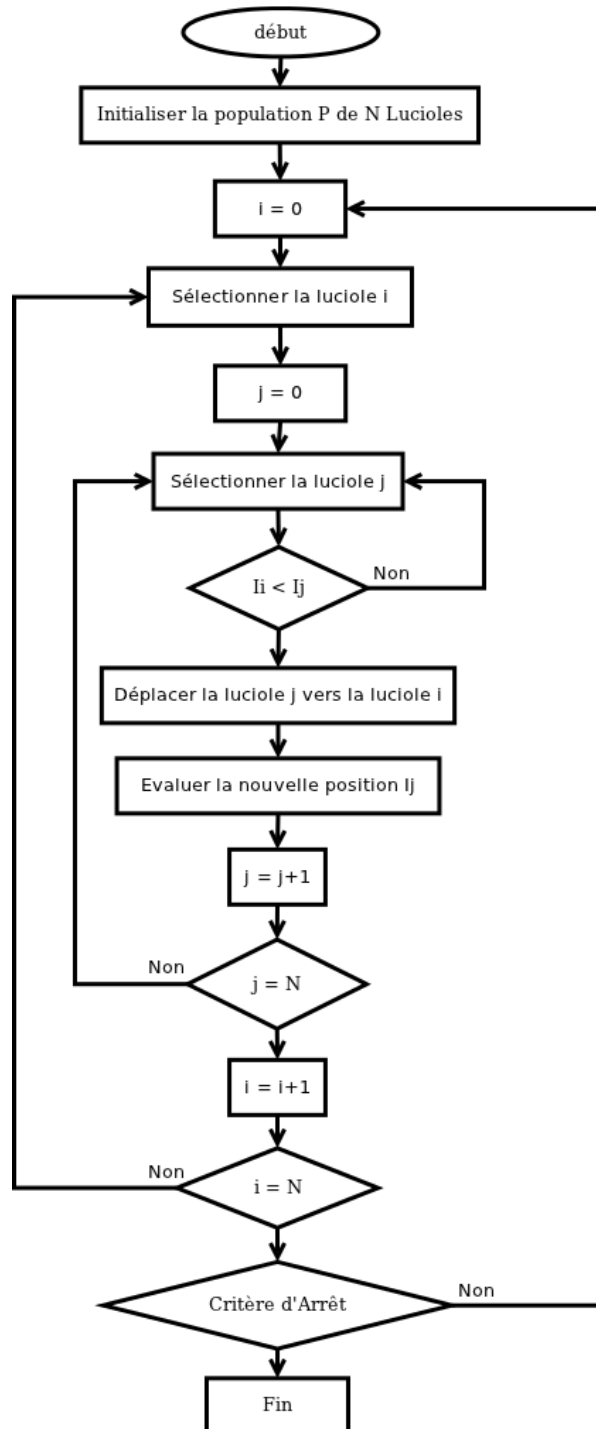 début
Initialiser la population P de N Lucioles
i = 0
Sélectionner la luciole i
j = 0
Sélectionner la luciole j
Ii < Ij
Non
Déplacer la luciole j vers la luciole i
Evaluer la nouvelle position Ij
j = j+1
Non
j = N
i = i+1
Non
i = N
Critère d'Arrêt
Non
Fin